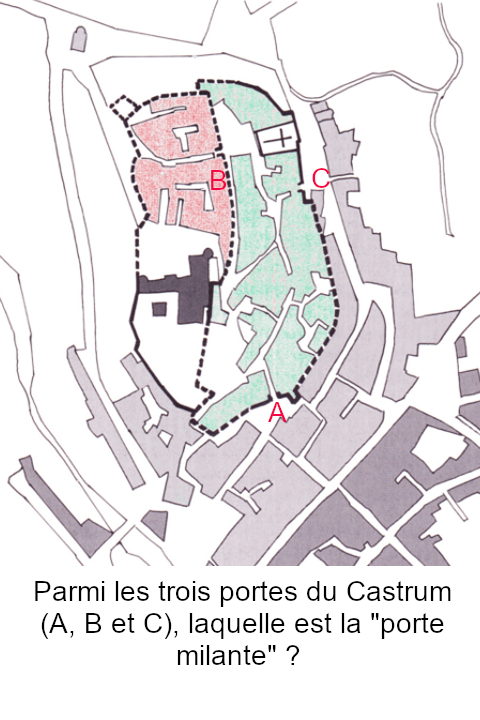 B
C
A
Parmi les trois portes du Castrum
(A, B et C), laquelle est la "porte
milante" ?